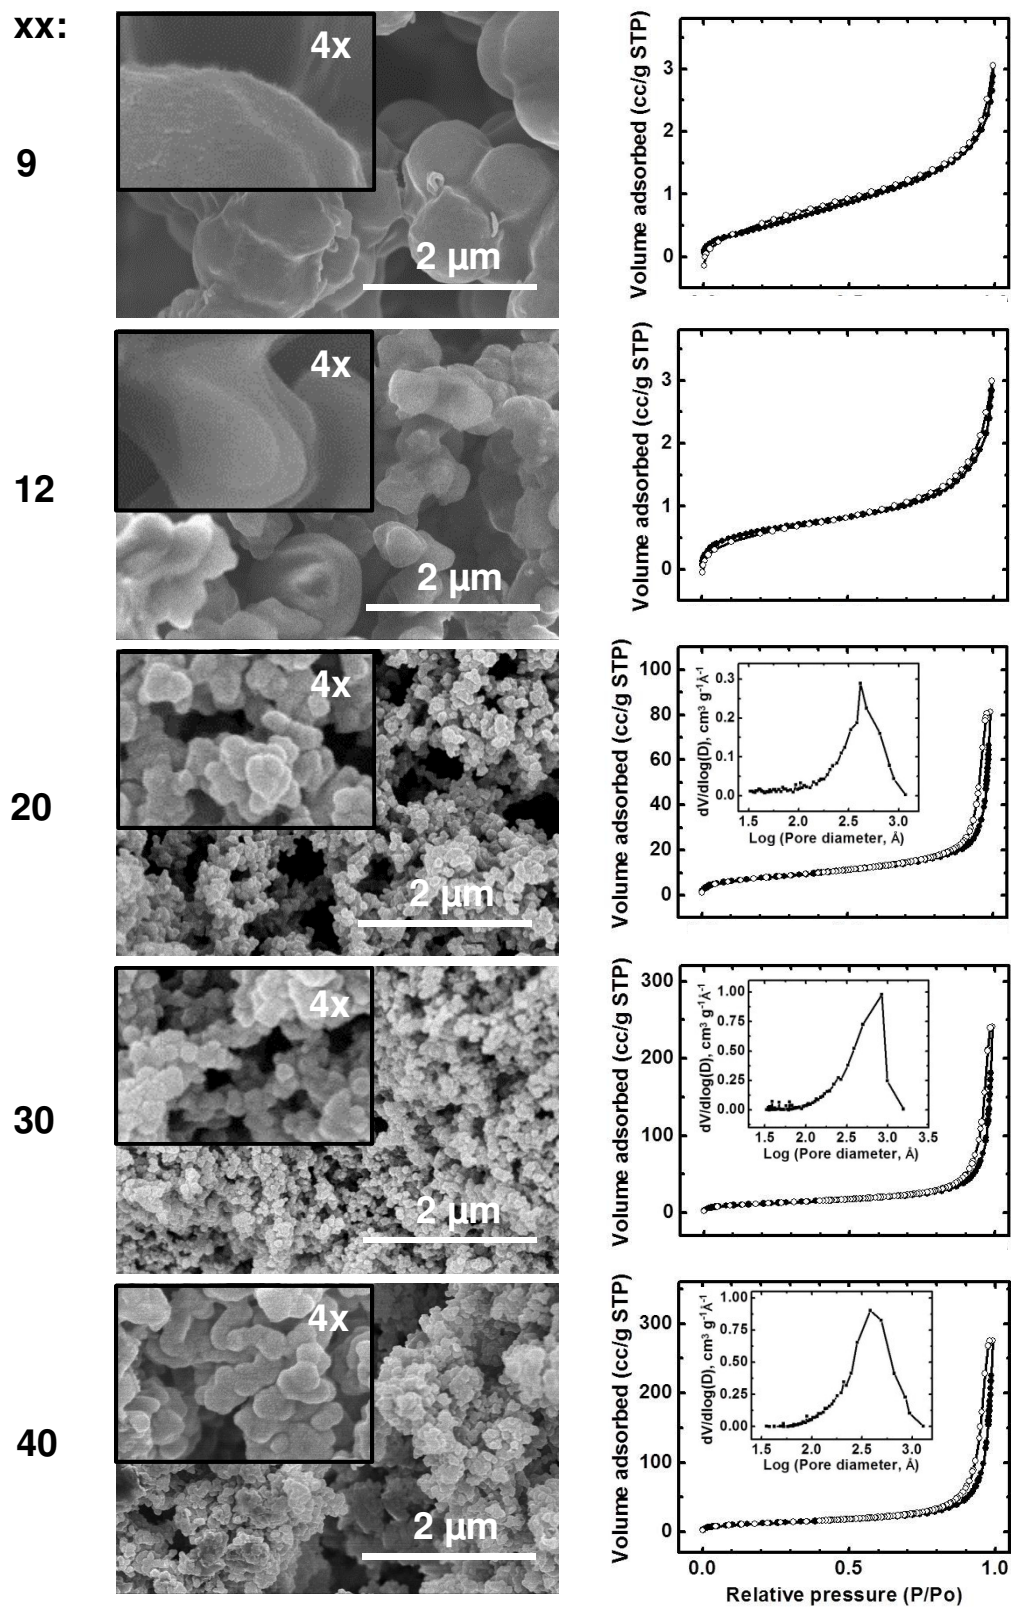 xx:
9
4x
2 µm
Volume adsorbed (cc/g STP)
3
2
1
0
12
4x
2 µm
Volume adsorbed (cc/g STP)
3
2
1
0
20
4x
2 µm
Volume adsorbed (cc/g STP)
100
80
60
40
20
0
dV/dlog(D), cm³ g⁻¹Å⁻¹
0.3
0.2
0.1
0.0
1.5 2.0 2.5 3.0
Log (Pore diameter, Å)
30
4x
2 µm
Volume adsorbed (cc/g STP)
300
200
100
0
dV/dlog(D), cm³ g⁻¹Å⁻¹
1.00
0.75
0.50
0.25
0.00
1.5 2.0 2.5 3.0 3.5
Log (Pore diameter, Å)
40
4x
2 µm
Volume adsorbed (cc/g STP)
300
200
100
0
dV/dlog(D), cm³ g⁻¹Å⁻¹
1.00
0.75
0.50
0.25
0.00
1.5 2.0 2.5 3.0
Log (Pore diameter, Å)
0.0 0.5 1.0
Relative pressure (P/Po)